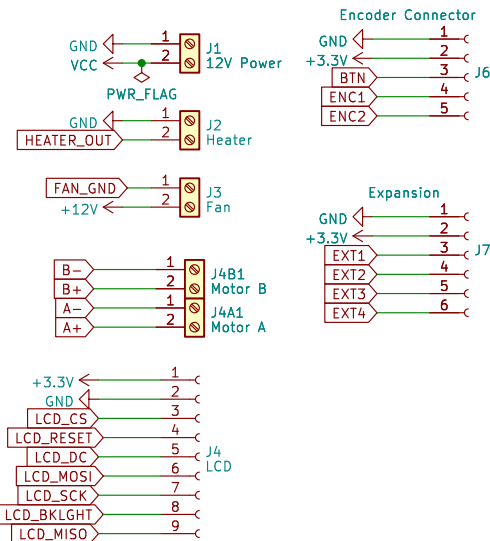 GND 1 J1
VCC 2 12V Power
PWR_FLAG
GND 1 J2
HEATER_OUT 2 Heater
FAN_GND 1 J3
+12V 2 Fan
B- 1 J4B1
B+ 2 Motor B
A- 1 J4A1
A+ 2 Motor A
+3.3V 1
GND 2
LCD_CS 3
LCD_RESET 4
LCD_DC 5 J4
LCD_MOSI 6 LCD
LCD_SCK 7
LCD_BKLGHT 8
LCD_MISO 9
Encoder Connector
GND 1
+3.3V 2
BTN 3 J6
ENC1 4
ENC2 5
Expansion
GND 1
+3.3V 2
EXT1 3 J7
EXT2 4
EXT3 5
EXT4 6